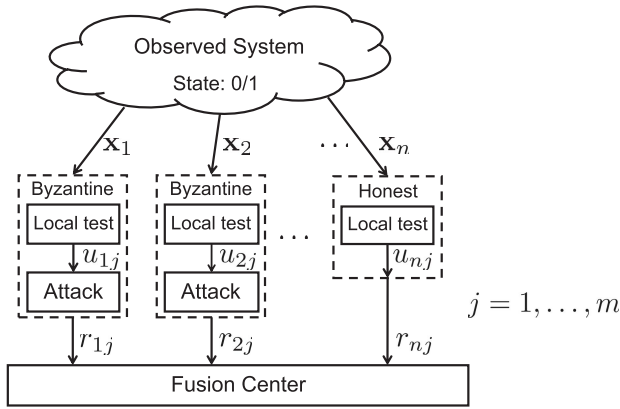 Observed System
State: 0/1
x₁ x₂ ... xₙ
Byzantine Byzantine Honest
Local test Local test ... Local test
u₁ⱼ u₂ⱼ uₙⱼ
Attack Attack
j = 1, ..., m
r₁ⱼ r₂ⱼ rₙⱼ
Fusion Center